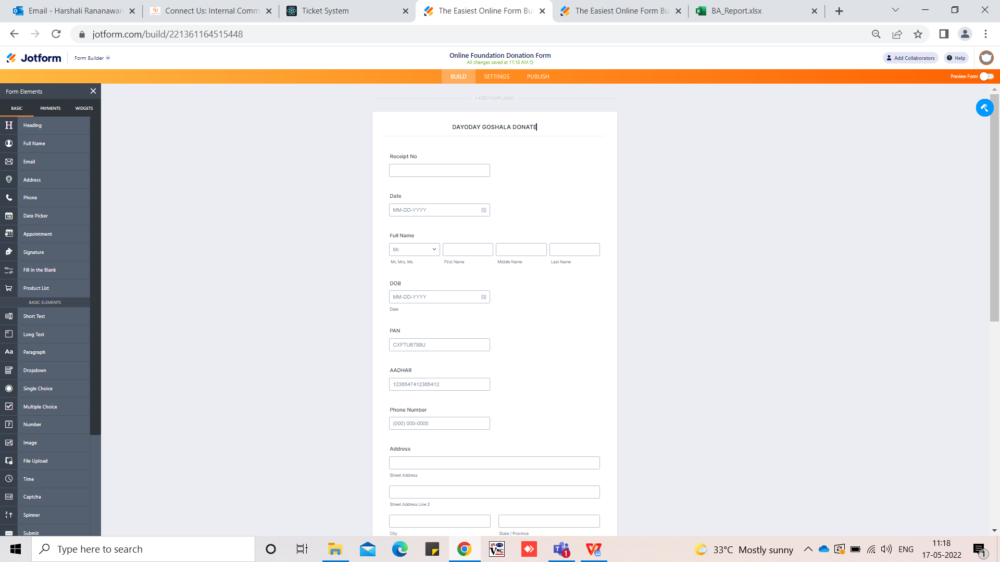 Email - Harshali Rananaware
Connect Us: Internal Comm
Ticket System
The Easiest Online Form Bu
The Easiest Online Form Bu
BA_Report.xlsx
jotform.com/build/221361164515448
Jotform
Form Builder
Online Foundation Donation Form
All changes saved at 11:18 AM
Add Collaborators
Help
BUILD
SETTINGS
PUBLISH
Preview Form
Form Elements
BASIC
PAYMENTS
WIDGETS
+ ADD YOUR LOGO
Heading
Full Name
Email
Address
Phone
Date Picker
Appointment
Signature
Fill in the Blank
Product List
BASIC ELEMENTS
Short Text
Long Text
Paragraph
Dropdown
Single Choice
Multiple Choice
Number
Image
File Upload
Time
Captcha
Spinner
Submit
DAYODAY GOSHALA DONATE
Receipt No
Date
MM-DD-YYYY
Full Name
Mr.
Mr, Mrs, Ms
First Name
Middle Name
Last Name
DOB
MM-DD-YYYY
Date
PAN
CXFTU6789U
AADHAR
1236547412365412
Phone Number
(000) 000-0000
Address
Street Address
Street Address Line 2
City
State / Province
Type here to search
33°C Mostly sunny
ENG
11:18
17-05-2022